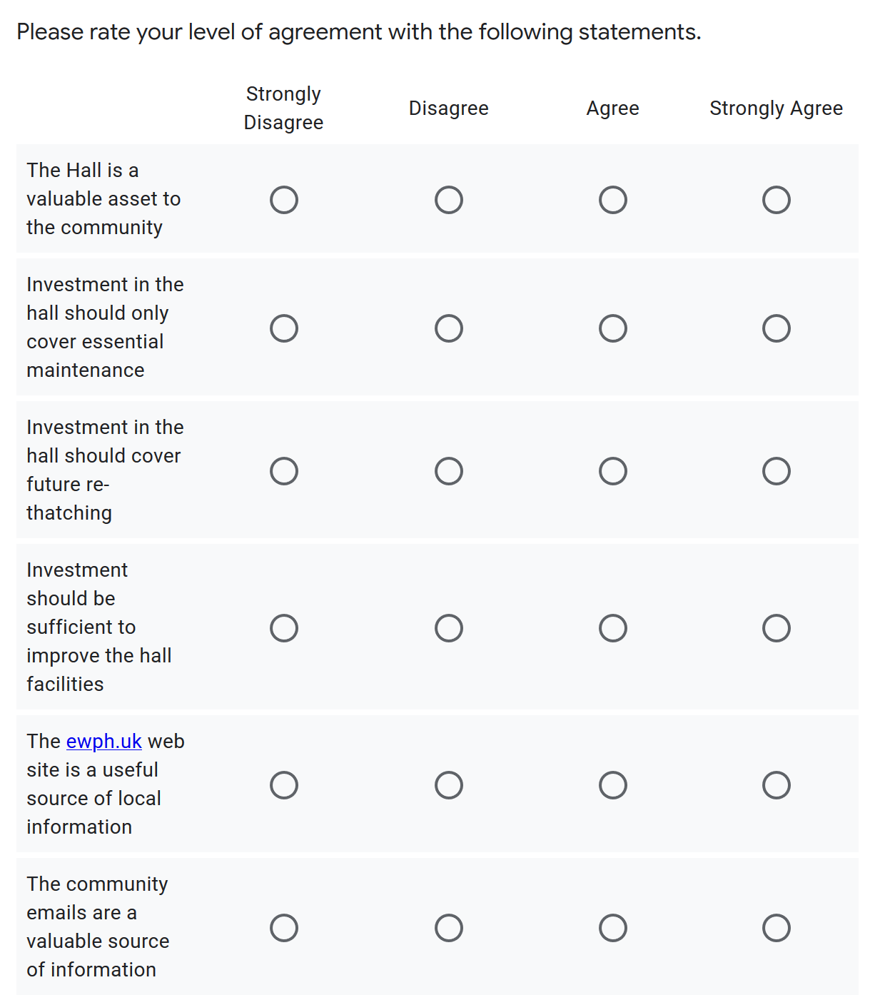 Please rate your level of agreement with the following statements.
Strongly
Disagree
Disagree
Agree
Strongly Agree
The Hall is a
valuable asset to
the community
Investment in the
hall should only
cover essential
maintenance
Investment in the
hall should cover
future re-
thatching
Investment
should be
sufficient to
improve the hall
facilities
The ewph.uk web
site is a useful
source of local
information
The community
emails are a
valuable source
of information